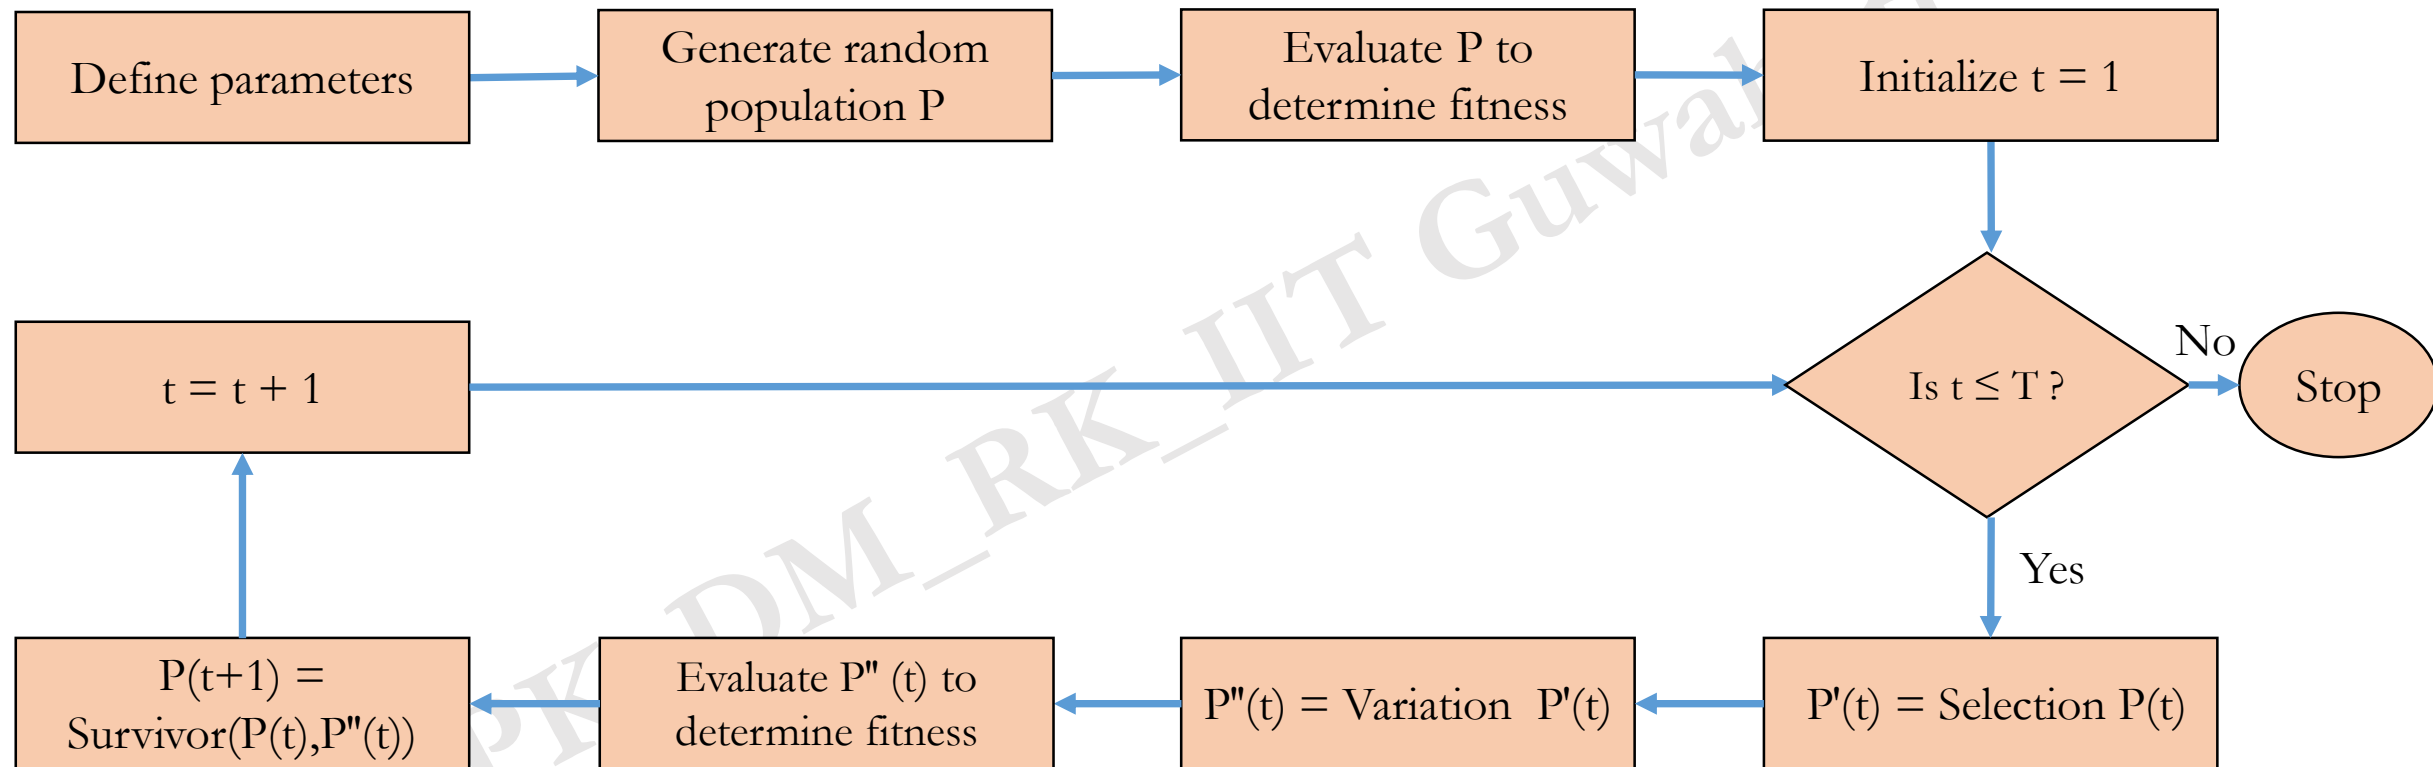 Define parameters
Generate random
population P
Evaluate P to
determine fitness
Initialize t = 1
t = t + 1
Is t ≤ T ?
No
Stop
Yes
P(t+1) =
Survivor(P(t),P"(t))
Evaluate P" (t) to
determine fitness
P"(t) = Variation P'(t)
P'(t) = Selection P(t)
DM_RK_IIT